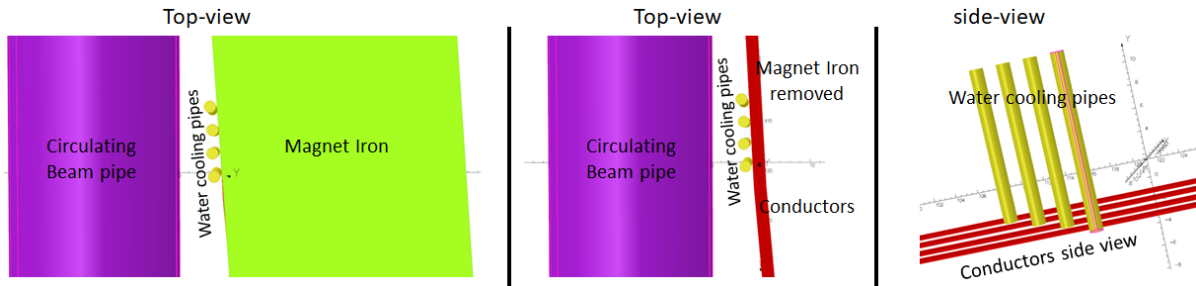 Top-view
Circulating
Beam pipe
Water cooling pipes
Magnet Iron
Y
Top-view
Circulating
Beam pipe
Water cooling pipes
Magnet Iron
removed
Conductors
side-view
Water cooling pipes
Conductors side view
Y